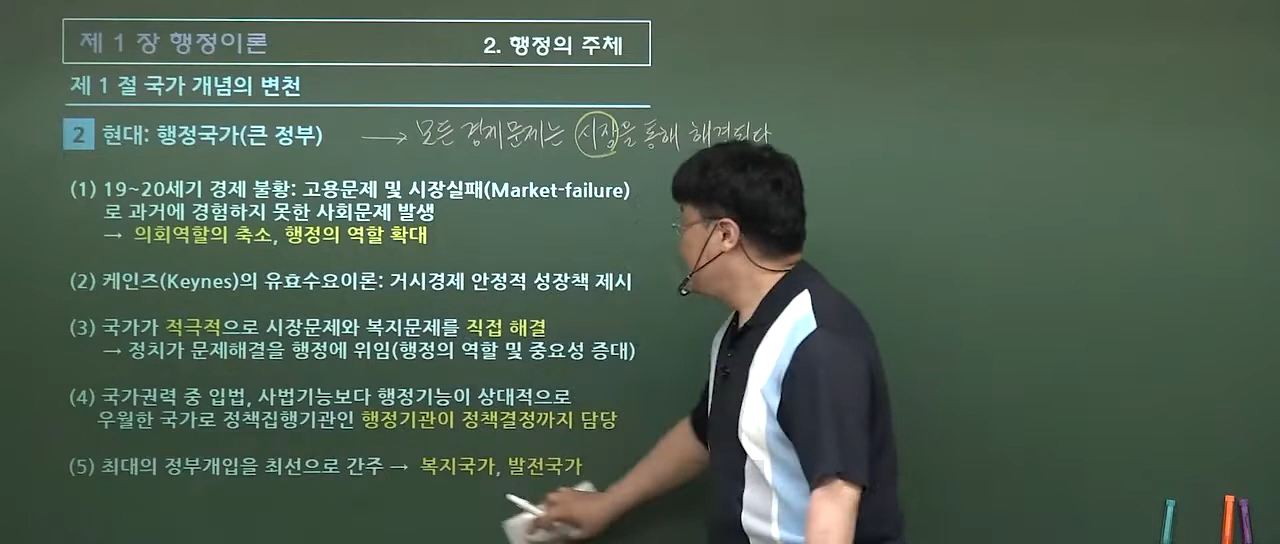 제 1 장 행정이론
2. 행정의 주체
제 1 절 국가 개념의 변천
2 현대: 행정국가(큰 정부)
→ 모든 경제문제는 시장을 통해 해결된다
(1) 19~20세기 경제 불황: 고용문제 및 시장실패(Market-failure)
로 과거에 경험하지 못한 사회문제 발생
→ 의회역할의 축소, 행정의 역할 확대
(2) 케인즈(Keynes)의 유효수요이론: 거시경제 안정적 성장책 제시
(3) 국가가 적극적으로 시장문제와 복지문제를 직접 해결
→ 정치가 문제해결을 행정에 위임(행정의 역할 및 중요성 증대)
(4) 국가권력 중 입법, 사법기능보다 행정기능이 상대적으로
우월한 국가로 정책집행기관인 행정기관이 정책결정까지 담당
(5) 최대의 정부개입을 최선으로 간주 → 복지국가, 발전국가